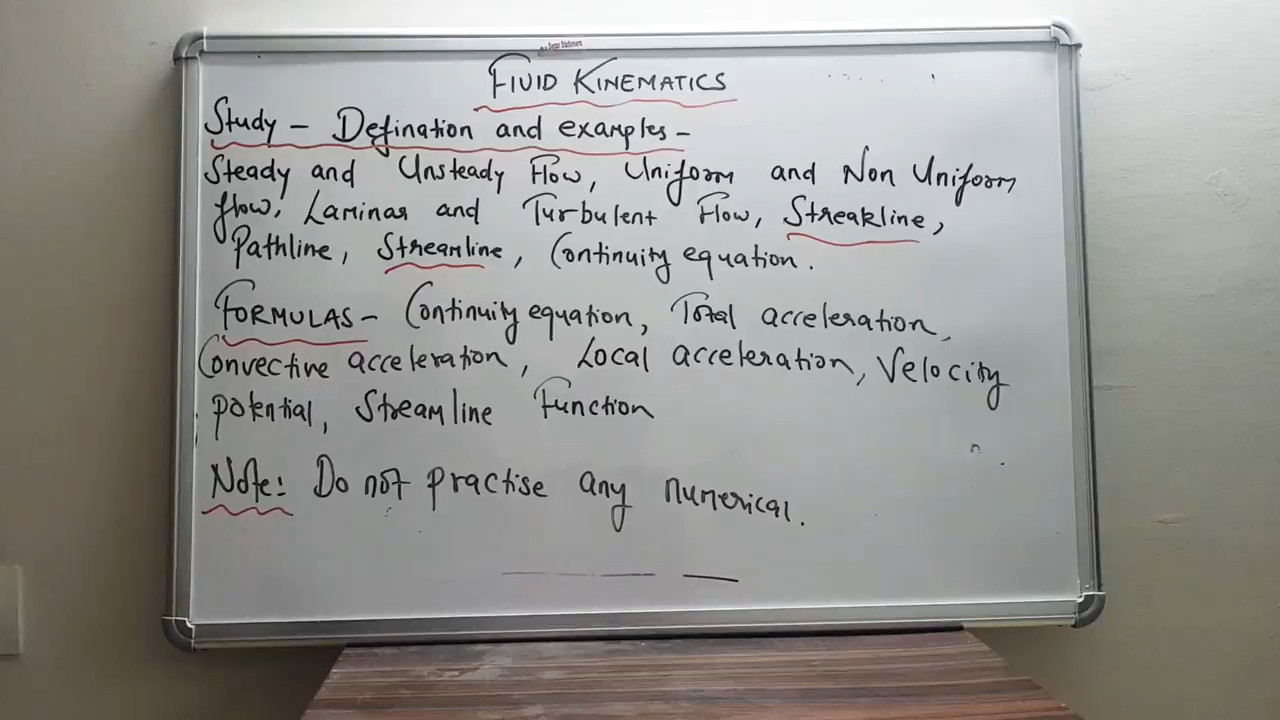 FLUID KINEMATICS
Study - Defination and examples -
Steady and Unsteady Flow, Uniform and Non Uniform
flow, Laminar and Turbulent Flow, Streakline,
Pathline, Streamline, Continuity equation.
FORMULAS - Continuity equation, Total acceleration,
Convective acceleration, Local acceleration, Velocity
potential, Streamline Function
Note: Do not practise any numerical.